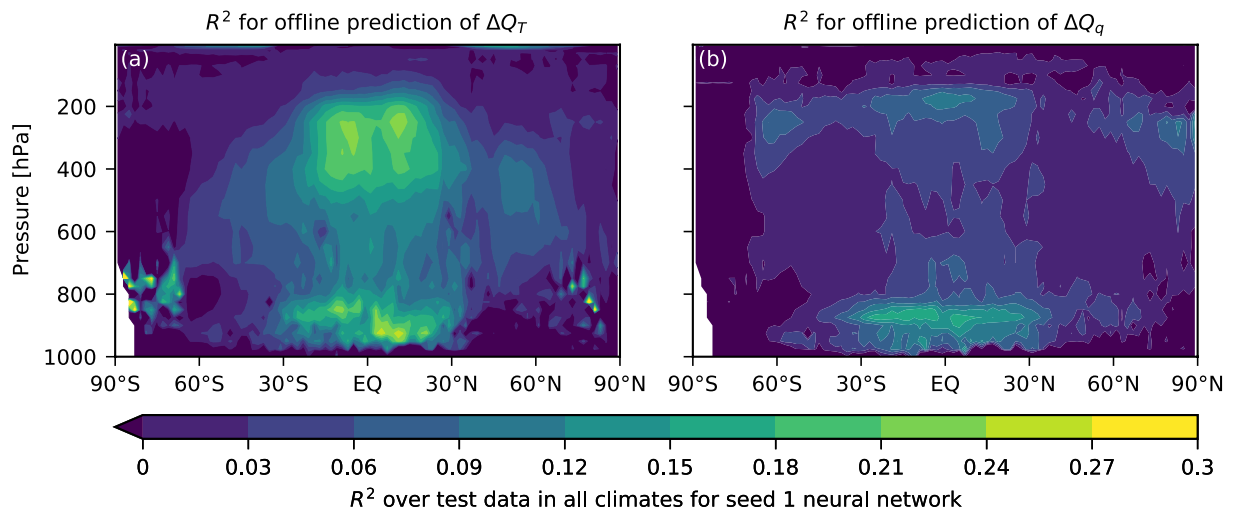 R² for offline prediction of ΔQ_T
R² for offline prediction of ΔQ_q
(a)
(b)
Pressure [hPa]
200
400
600
800
1000
90°S 60°S 30°S EQ 30°N 60°N 90°N
90°S 60°S 30°S EQ 30°N 60°N 90°N
0 0.03 0.06 0.09 0.12 0.15 0.18 0.21 0.24 0.27 0.3
R² over test data in all climates for seed 1 neural network